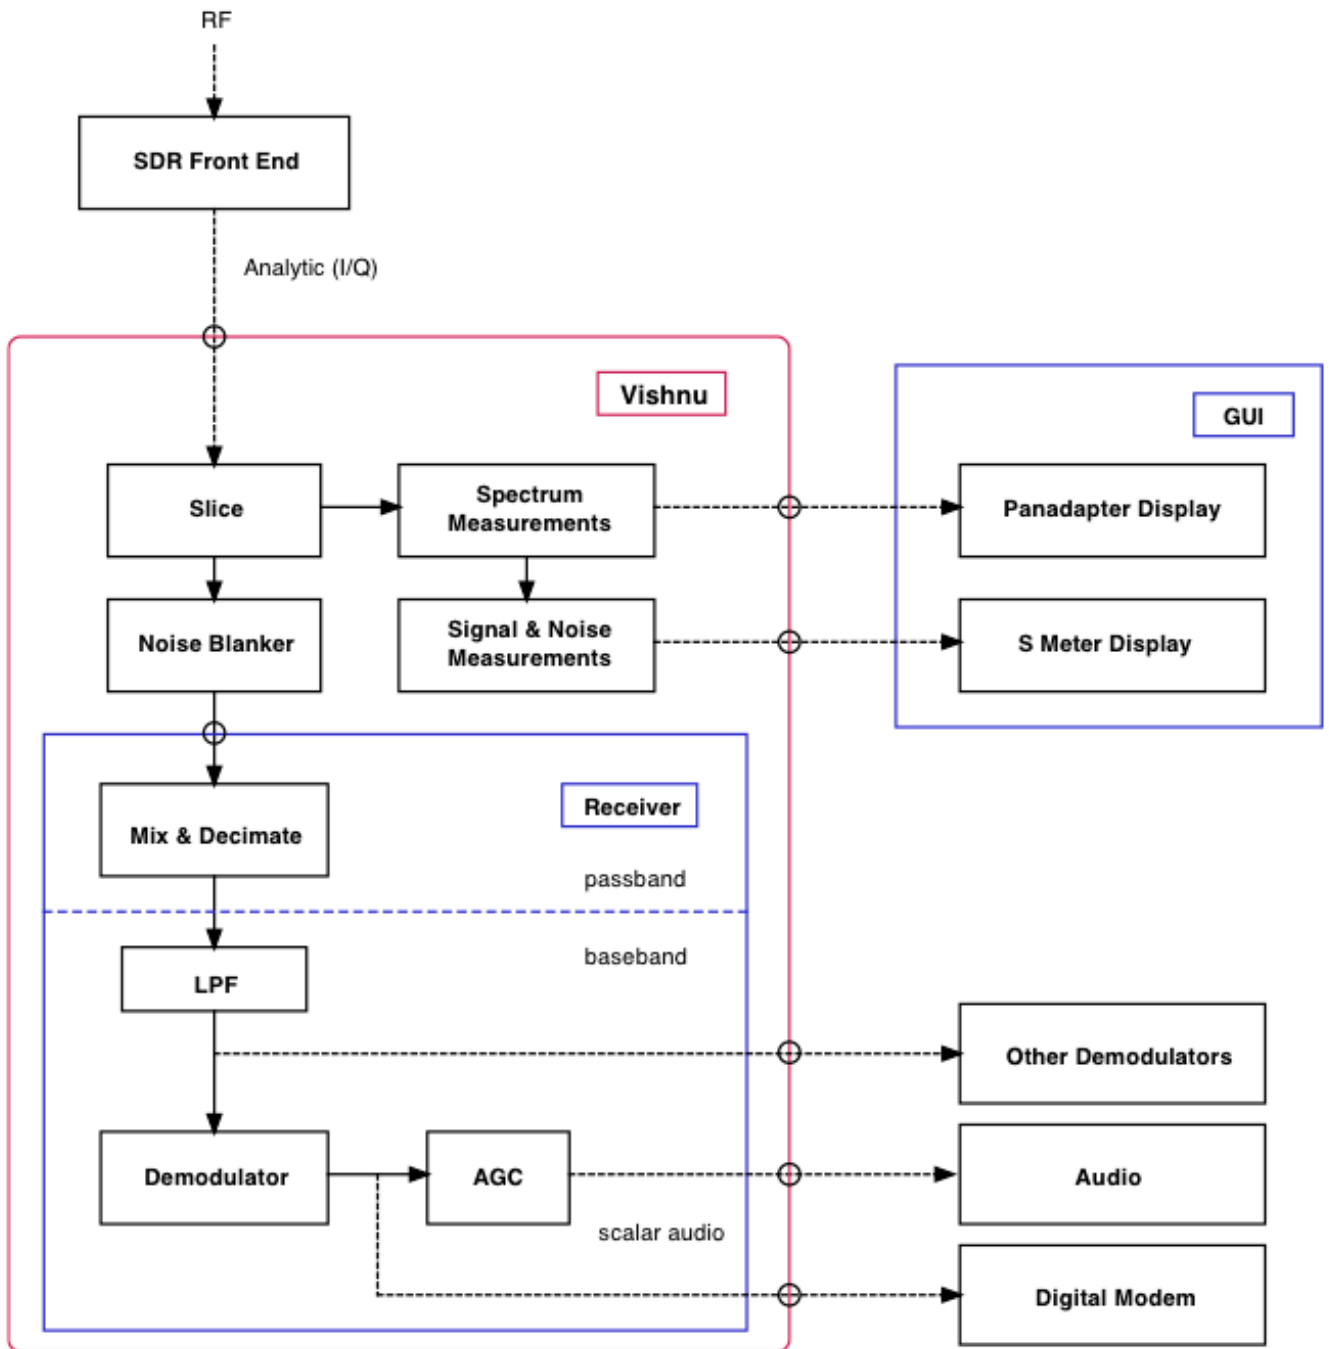 RF
SDR Front End
Analytic (I/Q)
Vishnu
GUI
Slice
Spectrum
Measurements
Panadapter Display
Noise Blanker
Signal & Noise
Measurements
S Meter Display
Receiver
Mix & Decimate
passband
baseband
LPF
Other Demodulators
Demodulator
AGC
Audio
scalar audio
Digital Modem